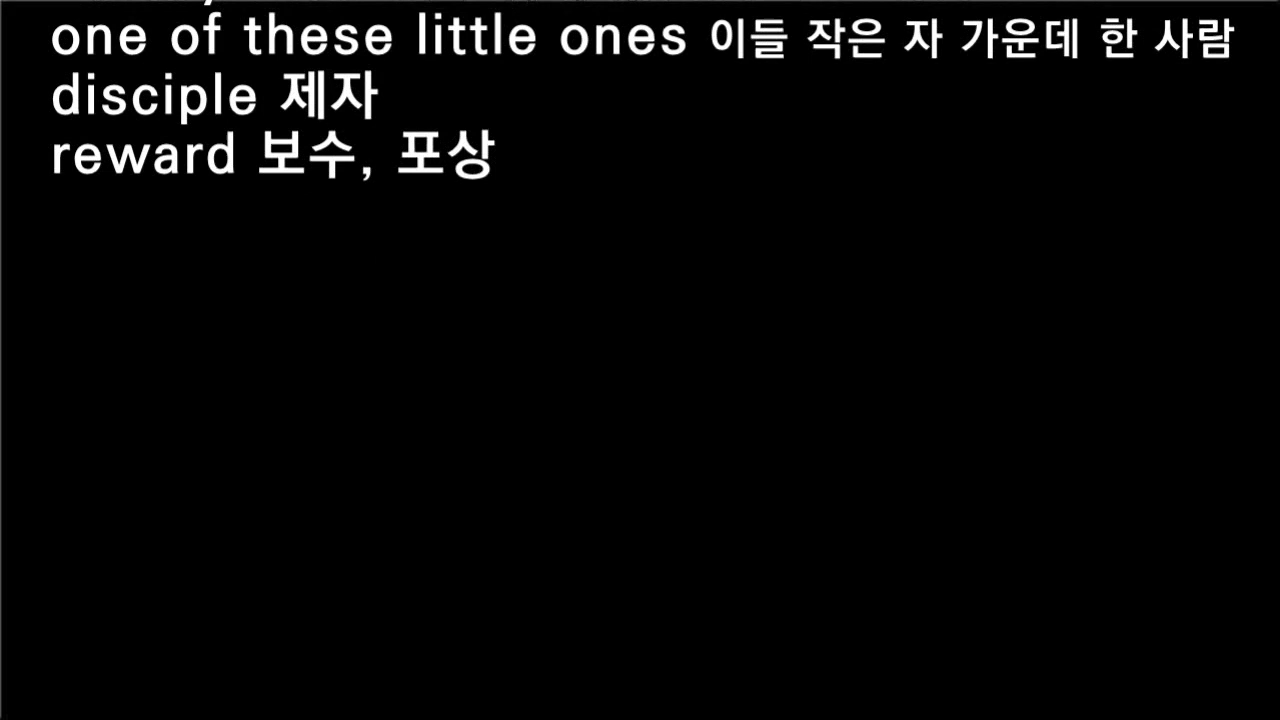 one of these little ones 이들 작은 자 가운데 한 사람
disciple 제자
reward 보수, 포상